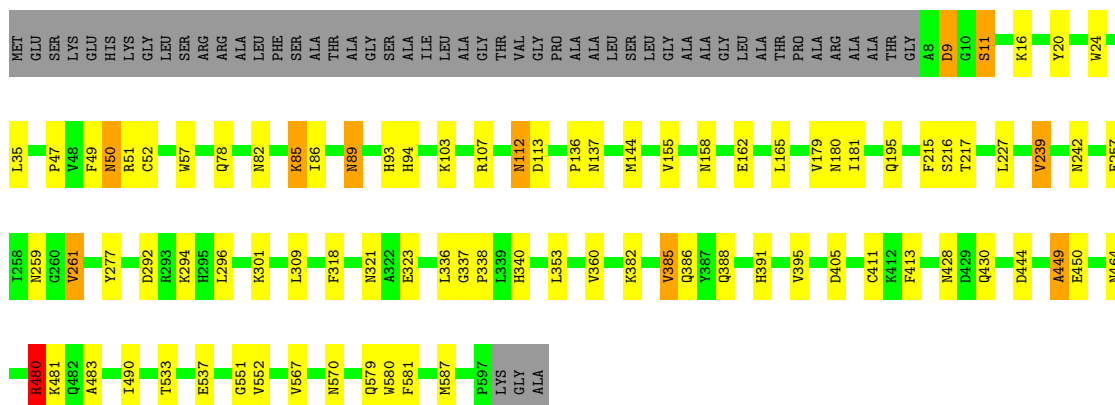 MET GLU SER LYS GLU HIS LYS GLY LEU SER ARG ARG ALA LEU PHE SER ALA THR ALA GLY SER ALA ILE LEU ALA GLY THR VAL GLY PRO ALA ALA LEU SER LEU GLY ALA ALA GLY LEU ALA THR PRO ALA ARG ALA ALA THR GLY A8 D9 G10 S11 K16 Y20 W24
L35 P47 V48 F49 N50 R51 C52 W57 Q78 N82 K85 I86 N89 H93 H94 K103 R107 N112 D113 P136 N137 M144 V155 N158 E162 L165 V179 N180 I181 Q195 F215 S216 T217 L227 V239 N242
I258 N259 G260 V261 Y277 D292 R293 K294 H295 L296 K301 L309 F318 N321 A322 E323 L336 G337 P338 L339 H340 L353 V360 K382 V385 Q386 Y387 Q388 H391 V395 D405 C411 K412 F413 N428 D429 Q430 D444 A449 E450
R480 K481 Q482 A483 I490 T533 E537 G551 V552 V567 N570 Q579 W580 F581 M587 P597 LYS GLY ALA